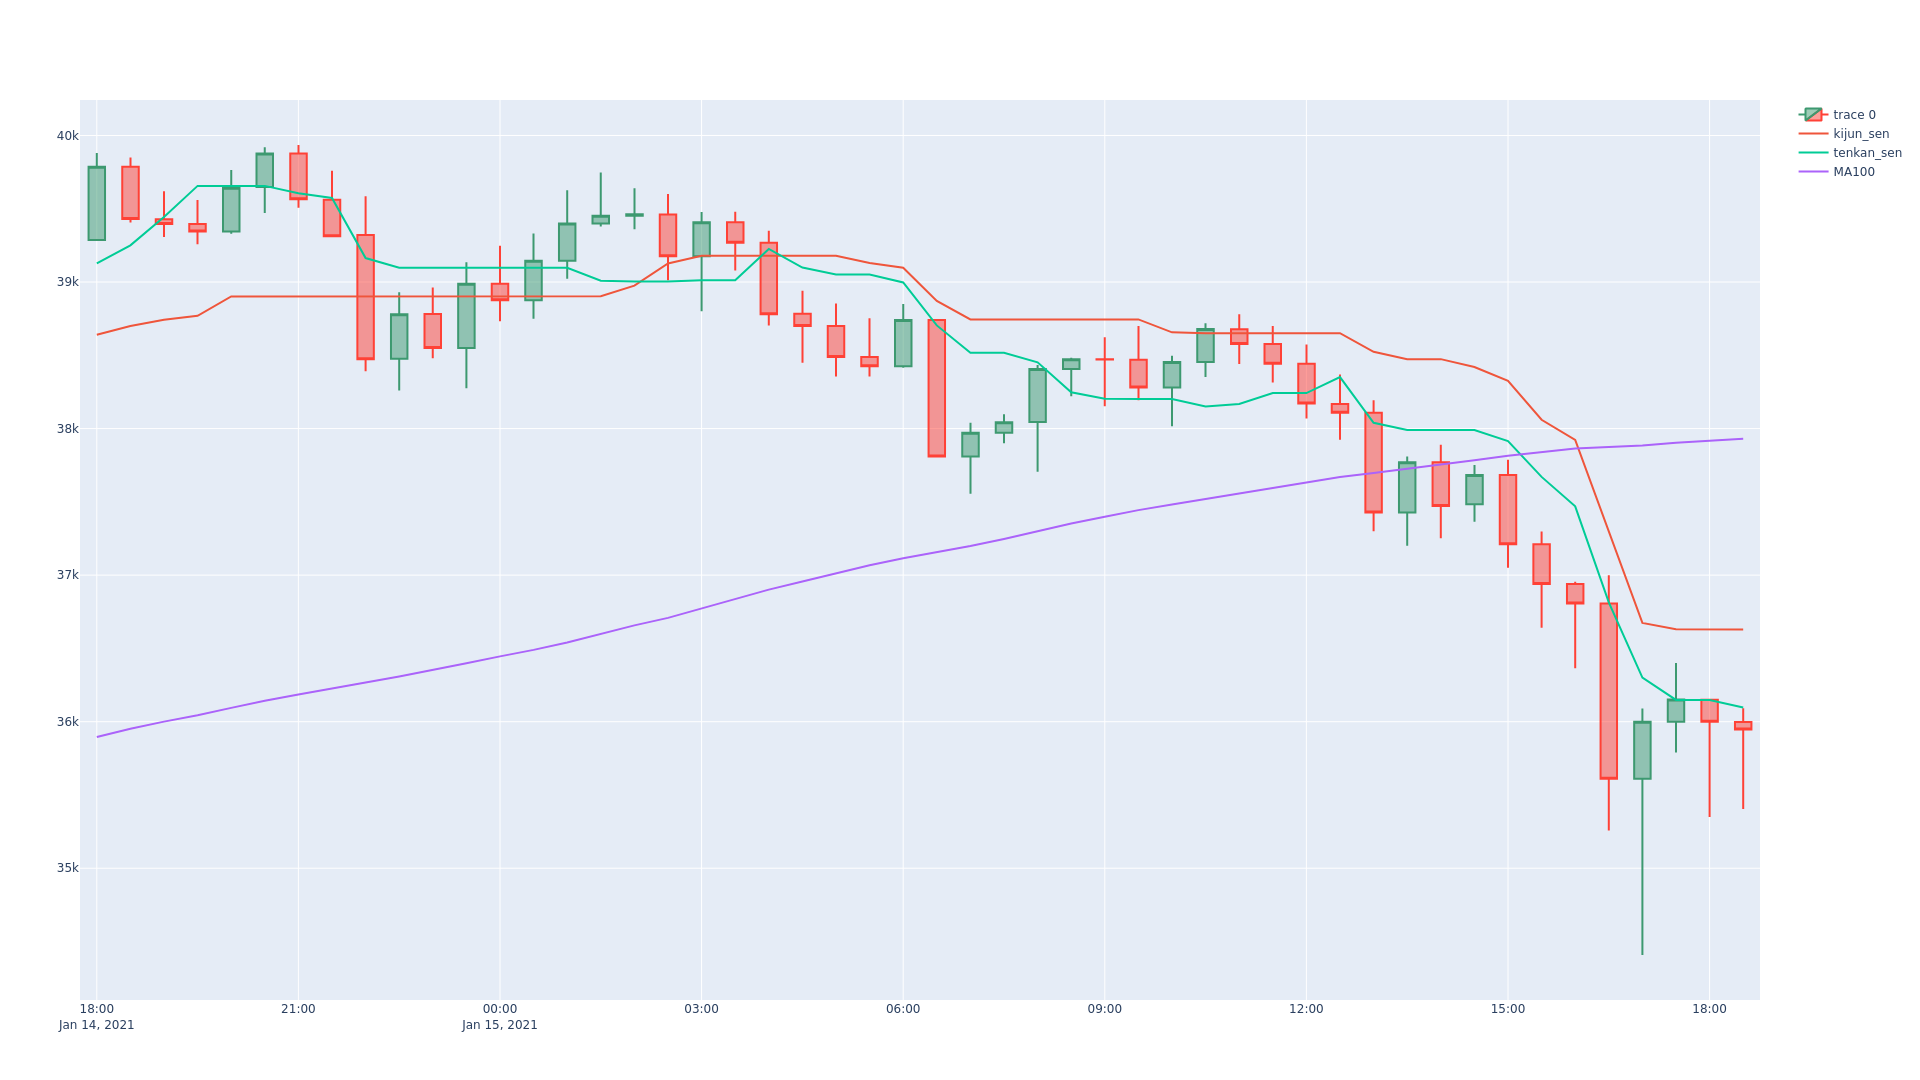 40k
39k
38k
37k
36k
35k
18:00
Jan 14, 2021
21:00
00:00
Jan 15, 2021
03:00
06:00
09:00
12:00
15:00
18:00
trace 0
kijun_sen
tenkan_sen
MA100